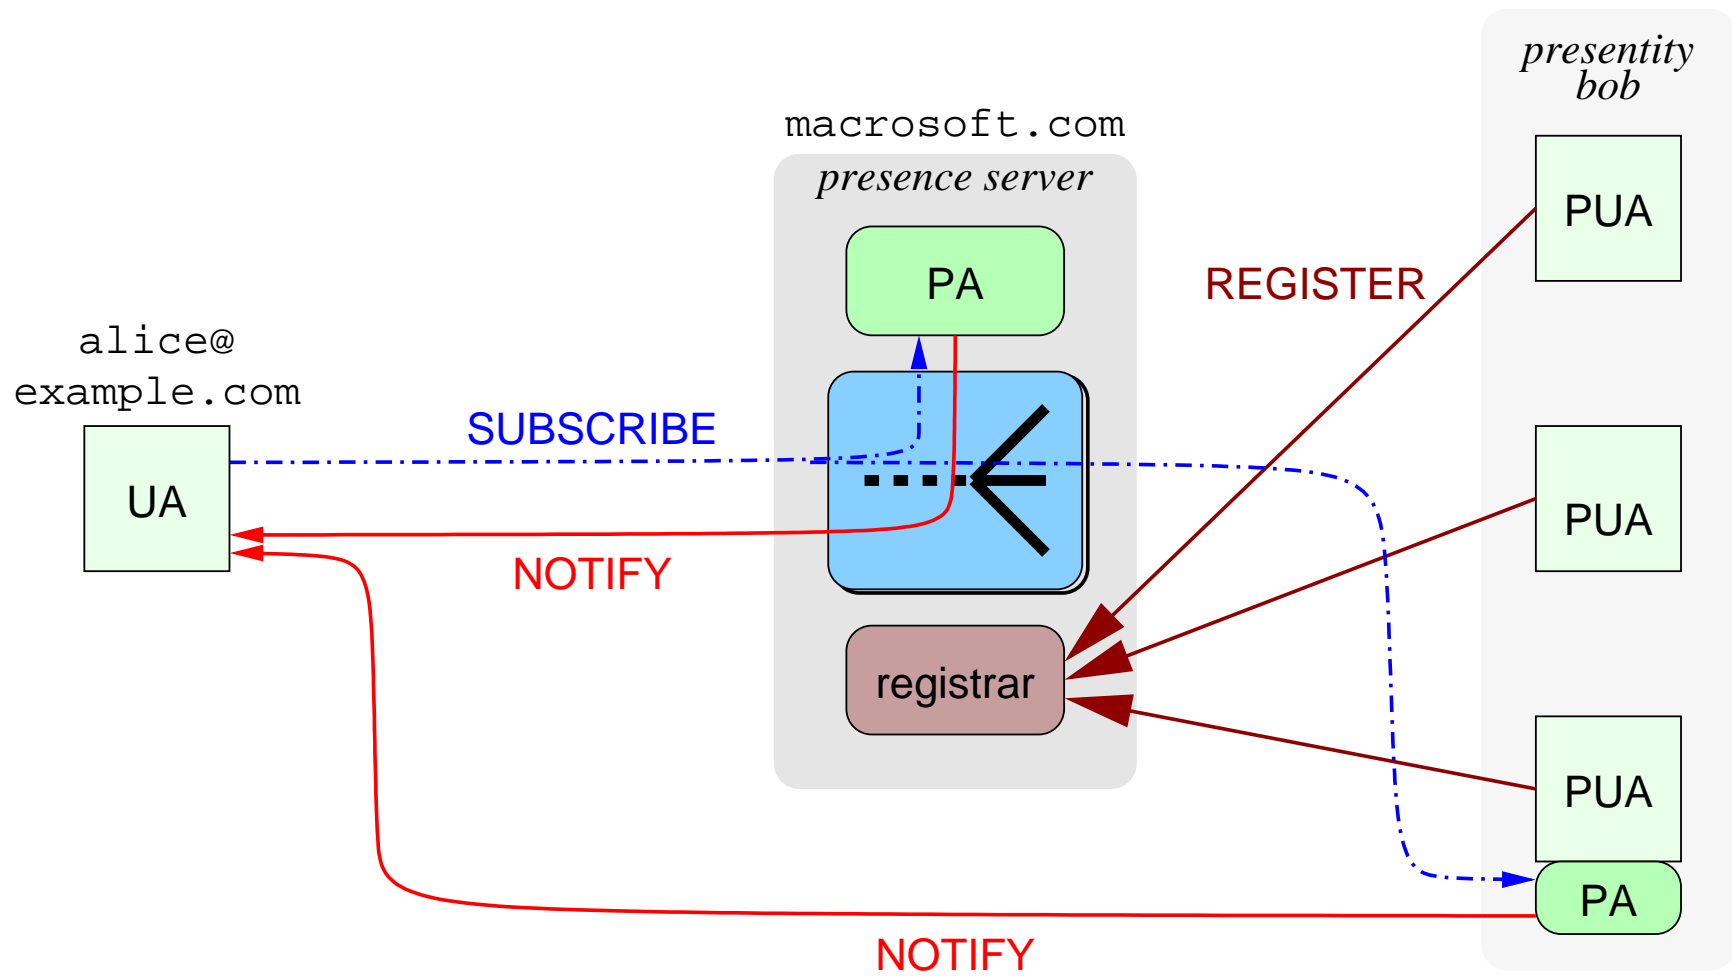 presentity
bob
macrosoft.com
presence server
PUA
PA
REGISTER
alice@
example.com
SUBSCRIBE
UA
PUA
NOTIFY
registrar
PUA
PA
NOTIFY